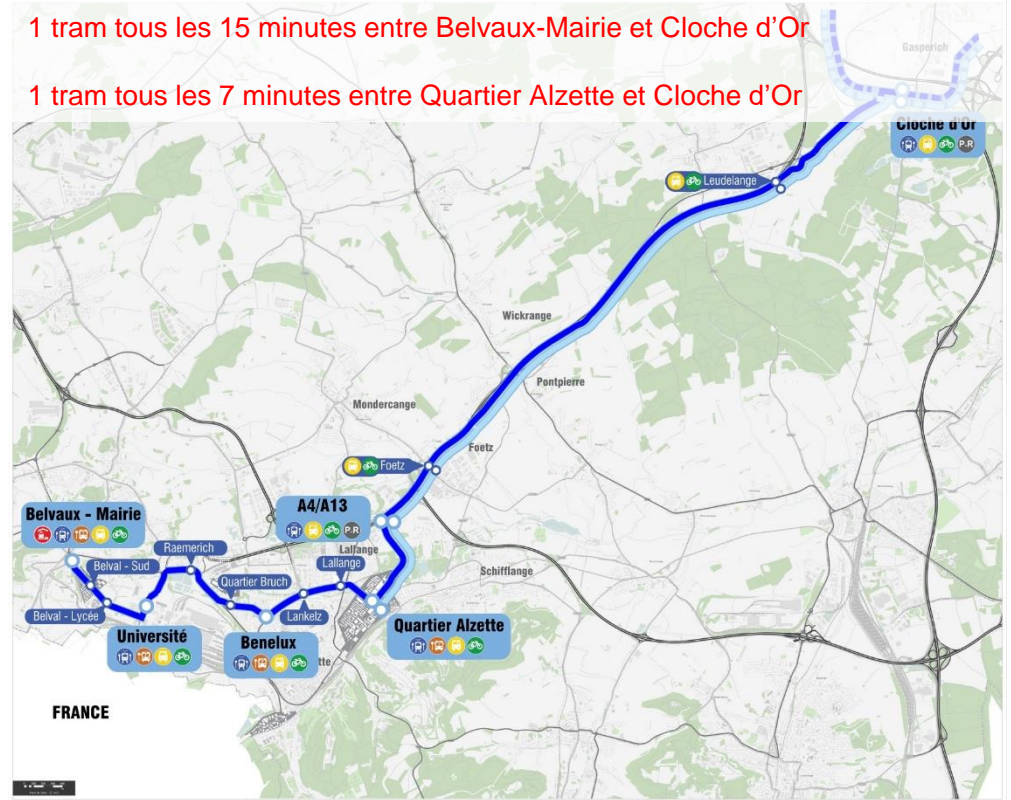 1 tram tous les 15 minutes entre Belvaux-Mairie et Cloche d'Or
Gasperich
1 tram tous les 7 minutes entre Quartier Alzette et Cloche d'Or
Cloche d'Or
P.R
Leudelange
Wickrange
Pontpierre
Mondercange
Foetz
Foetz
A4/A13
P.R
Belvaux - Mairie
Raemerich
Lallange
Lallange
Belval - Sud
Schifflange
Quartier Bruch
Belval - Lycée
Lankelz
Quartier Alzette
Université
Benelux
tte
FRANCE